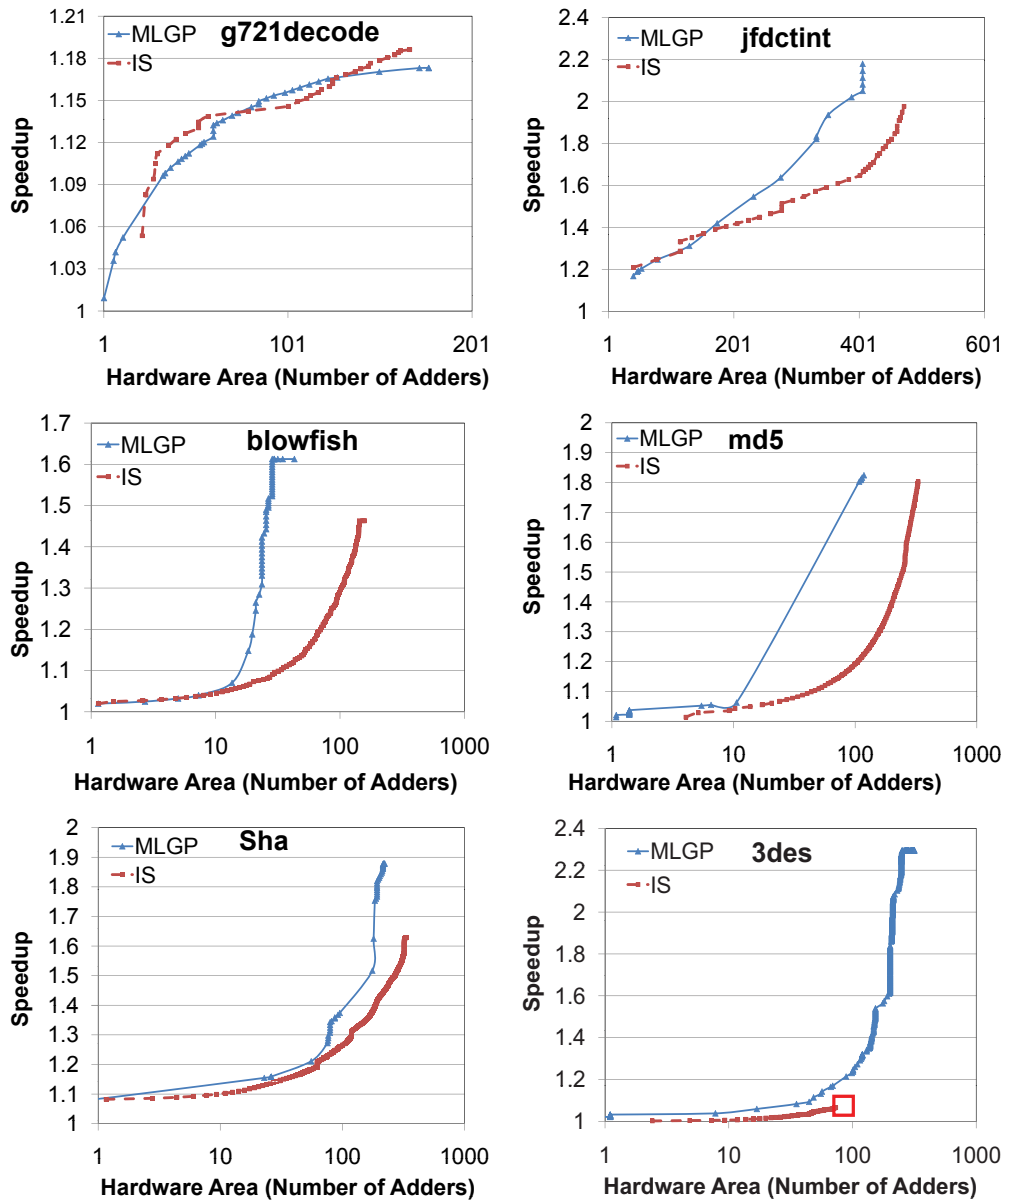 g721decode
MLGP
IS
Speedup
1.21
1.18
1.15
1.12
1.09
1.06
1.03
1
1 101 201
Hardware Area (Number of Adders)
jfdctint
MLGP
IS
Speedup
2.4
2.2
2
1.8
1.6
1.4
1.2
1
1 201 401 601
Hardware Area (Number of Adders)
blowfish
MLGP
IS
Speedup
1.7
1.6
1.5
1.4
1.3
1.2
1.1
1
1 10 100 1000
Hardware Area (Number of Adders)
md5
MLGP
IS
Speedup
2
1.9
1.8
1.7
1.6
1.5
1.4
1.3
1.2
1.1
1
1 10 100 1000
Hardware Area (Number of Adders)
Sha
MLGP
IS
Speedup
2
1.9
1.8
1.7
1.6
1.5
1.4
1.3
1.2
1.1
1
1 10 100 1000
Hardware Area (Number of Adders)
3des
MLGP
IS
Speedup
2.4
2.2
2
1.8
1.6
1.4
1.2
1
1 10 100 1000
Hardware Area (Number of Adders)